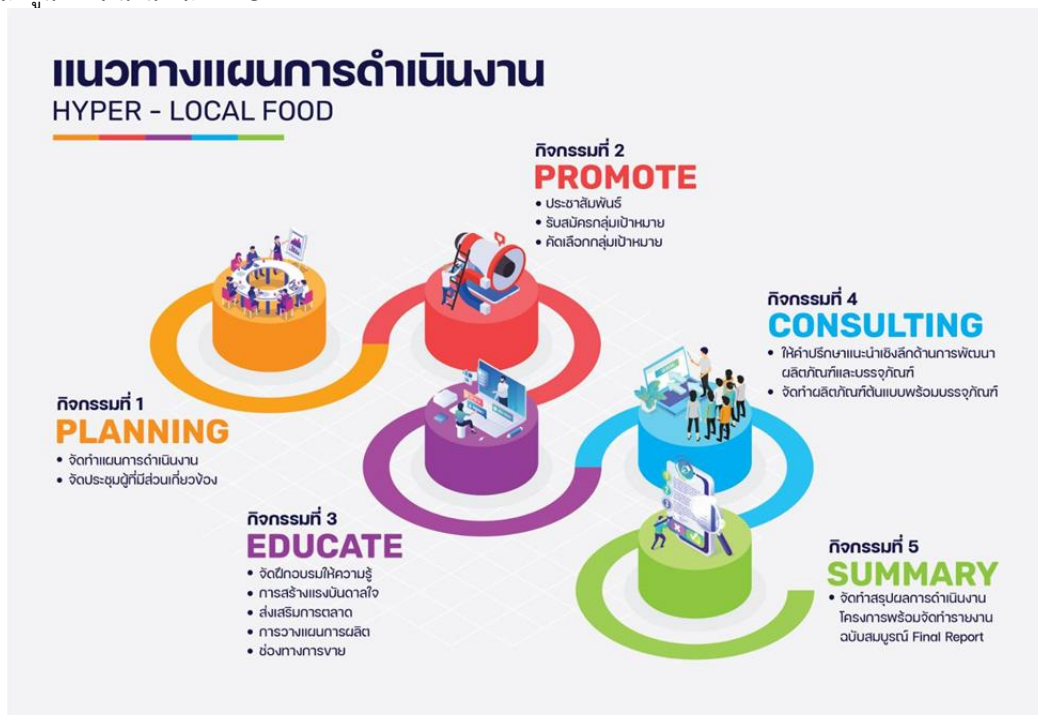 แนวทางแผนการดำเนินงาน
HYPER - LOCAL FOOD
กิจกรรมที่ 1
PLANNING
• จัดทำแผนการดำเนินงาน
• จัดประชุมผู้ที่มีส่วนเกี่ยวข้อง
กิจกรรมที่ 2
PROMOTE
• ประชาสัมพันธ์
• รับสมัครกลุ่มเป้าหมาย
• คัดเลือกกลุ่มเป้าหมาย
กิจกรรมที่ 3
EDUCATE
• จัดฝึกอบรมให้ความรู้
• การสร้างแรงบันดาลใจ
• ส่งเสริมการตลาด
• การวางแผนการผลิต
• ช่องทางการขาย
กิจกรรมที่ 4
CONSULTING
• ให้คำปรึกษาแนะนำเชิงลึกด้านการพัฒนา
ผลิตภัณฑ์และบรรจุภัณฑ์
• จัดทำผลิตภัณฑ์ต้นแบบพร้อมบรรจุภัณฑ์
กิจกรรมที่ 5
SUMMARY
• จัดทำสรุปผลการดำเนินงาน
โครงการพร้อมจัดทำรายงาน
ฉบับสมบูรณ์ Final Report